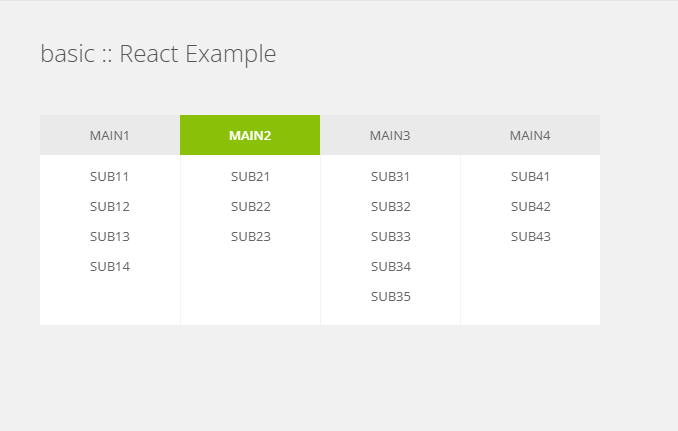 basic :: React Example
MAIN1 MAIN2 MAIN3 MAIN4
SUB11 SUB21 SUB31 SUB41
SUB12 SUB22 SUB32 SUB42
SUB13 SUB23 SUB33 SUB43
SUB14 SUB34
SUB35